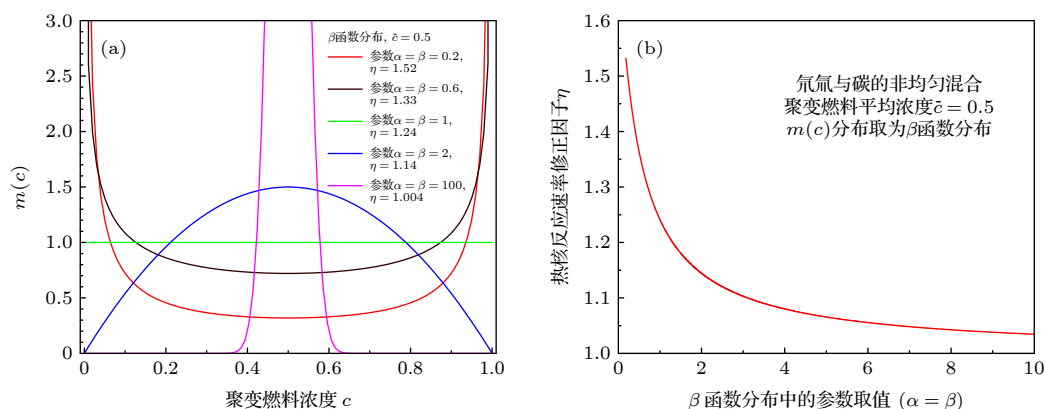 (a)
β函数分布, c̄=0.5
参数α=β=0.2,
η=1.52
参数α=β=0.6,
η=1.33
参数α=β=1,
η=1.24
参数α=β=2,
η=1.14
参数α=β=100,
η=1.004
m(c)
3.0
2.5
2.0
1.5
1.0
0.5
0
0 0.2 0.4 0.6 0.8 1.0
聚变燃料浓度 c
(b)
氘氚与碳的非均匀混合
聚变燃料平均浓度c̄=0.5
m(c)分布取为β函数分布
热核反应速率修正因子η
1.6
1.5
1.4
1.3
1.2
1.1
1.0
0 2 4 6 8 10
β 函数分布中的参数取值 (α=β)